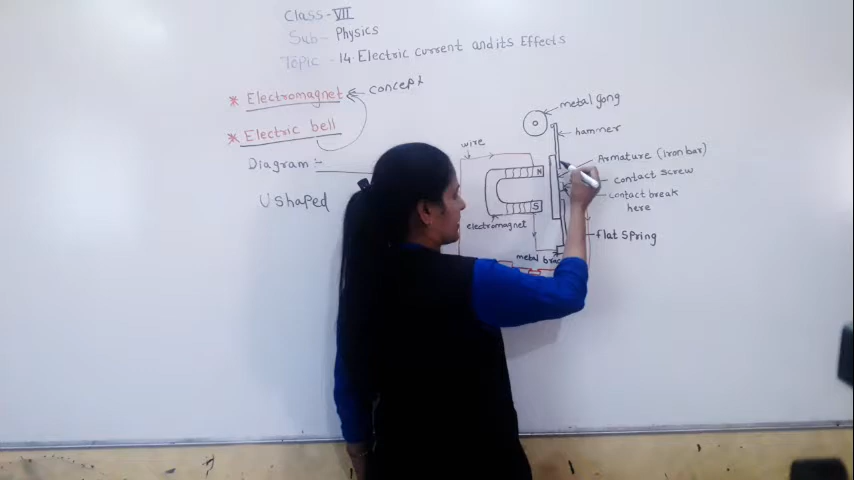 Class - VII
Sub - Physics
Topic - 14. Electric current and its Effects
* Electromagnet ← concept
* Electric bell
Diagram :-
U shaped
metal gong
hammer
wire
Armature (iron bar)
contact screw
contact break
here
N
S
electromagnet
flat spring
metal